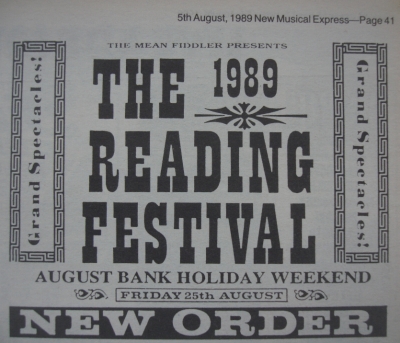 5th August, 1989 New Musical Express—Page 41
THE MEAN FIDDLER PRESENTS
Grand Spectacles!
THE 1989
READING
FESTIVAL
Grand Spectacles!
AUGUST BANK HOLIDAY WEEKEND
FRIDAY 25th AUGUST
NEW ORDER